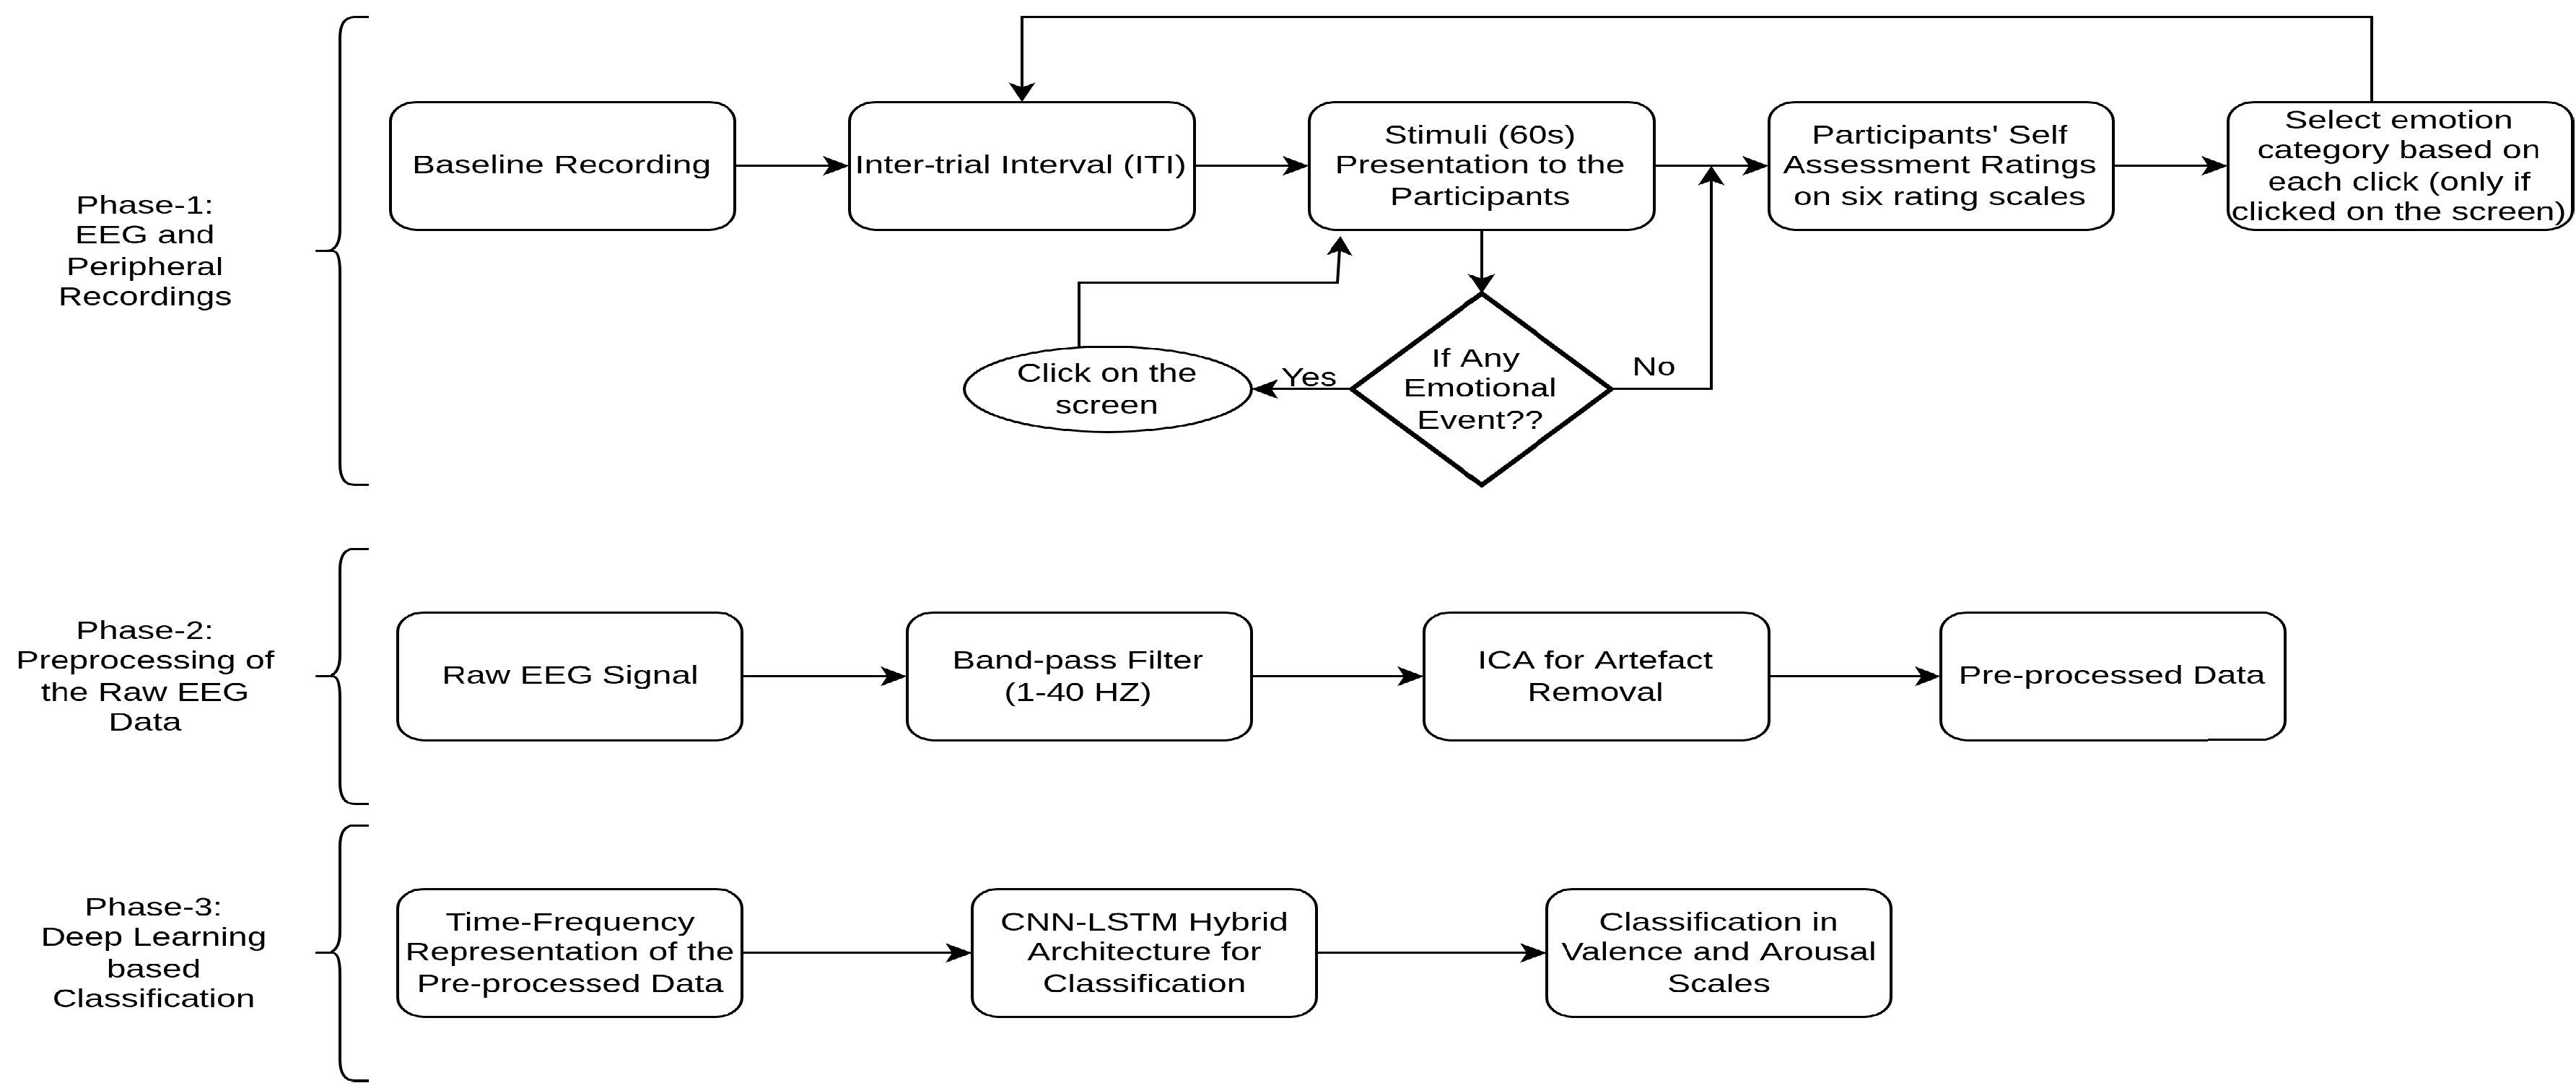 Phase-1:
EEG and
Peripheral
Recordings
Baseline Recording
Inter-trial Interval (ITI)
Stimuli (60s)
Presentation to the
Participants
Participants' Self
Assessment Ratings
on six rating scales
Select emotion
category based on
each click (only if
clicked on the screen)
Click on the
screen
Yes
If Any
Emotional
Event??
No
Phase-2:
Preprocessing of
the Raw EEG
Data
Raw EEG Signal
Band-pass Filter
(1-40 HZ)
ICA for Artefact
Removal
Pre-processed Data
Phase-3:
Deep Learning
based
Classification
Time-Frequency
Representation of the
Pre-processed Data
CNN-LSTM Hybrid
Architecture for
Classification
Classification in
Valence and Arousal
Scales